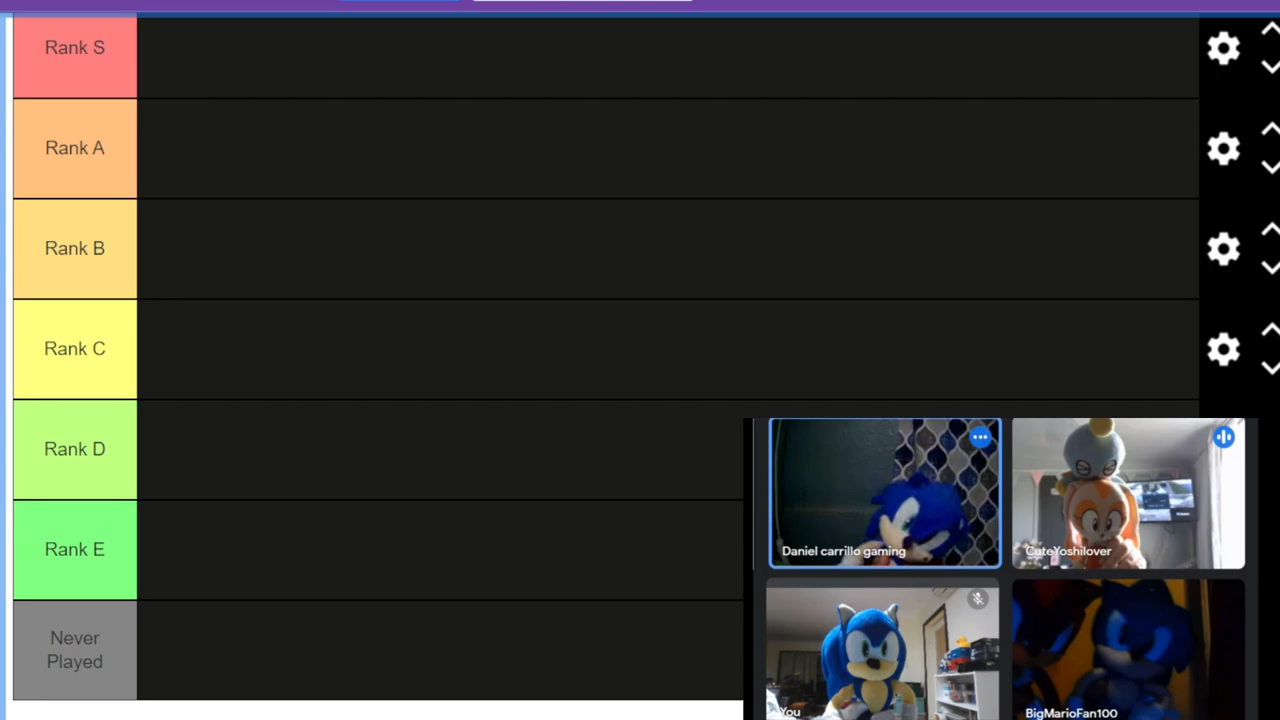 Rank S
Rank A
Rank B
Rank C
Rank D
Rank E
Never
Played
Daniel carrillo gaming
CuteYoshilover
You
BigMarioFan100